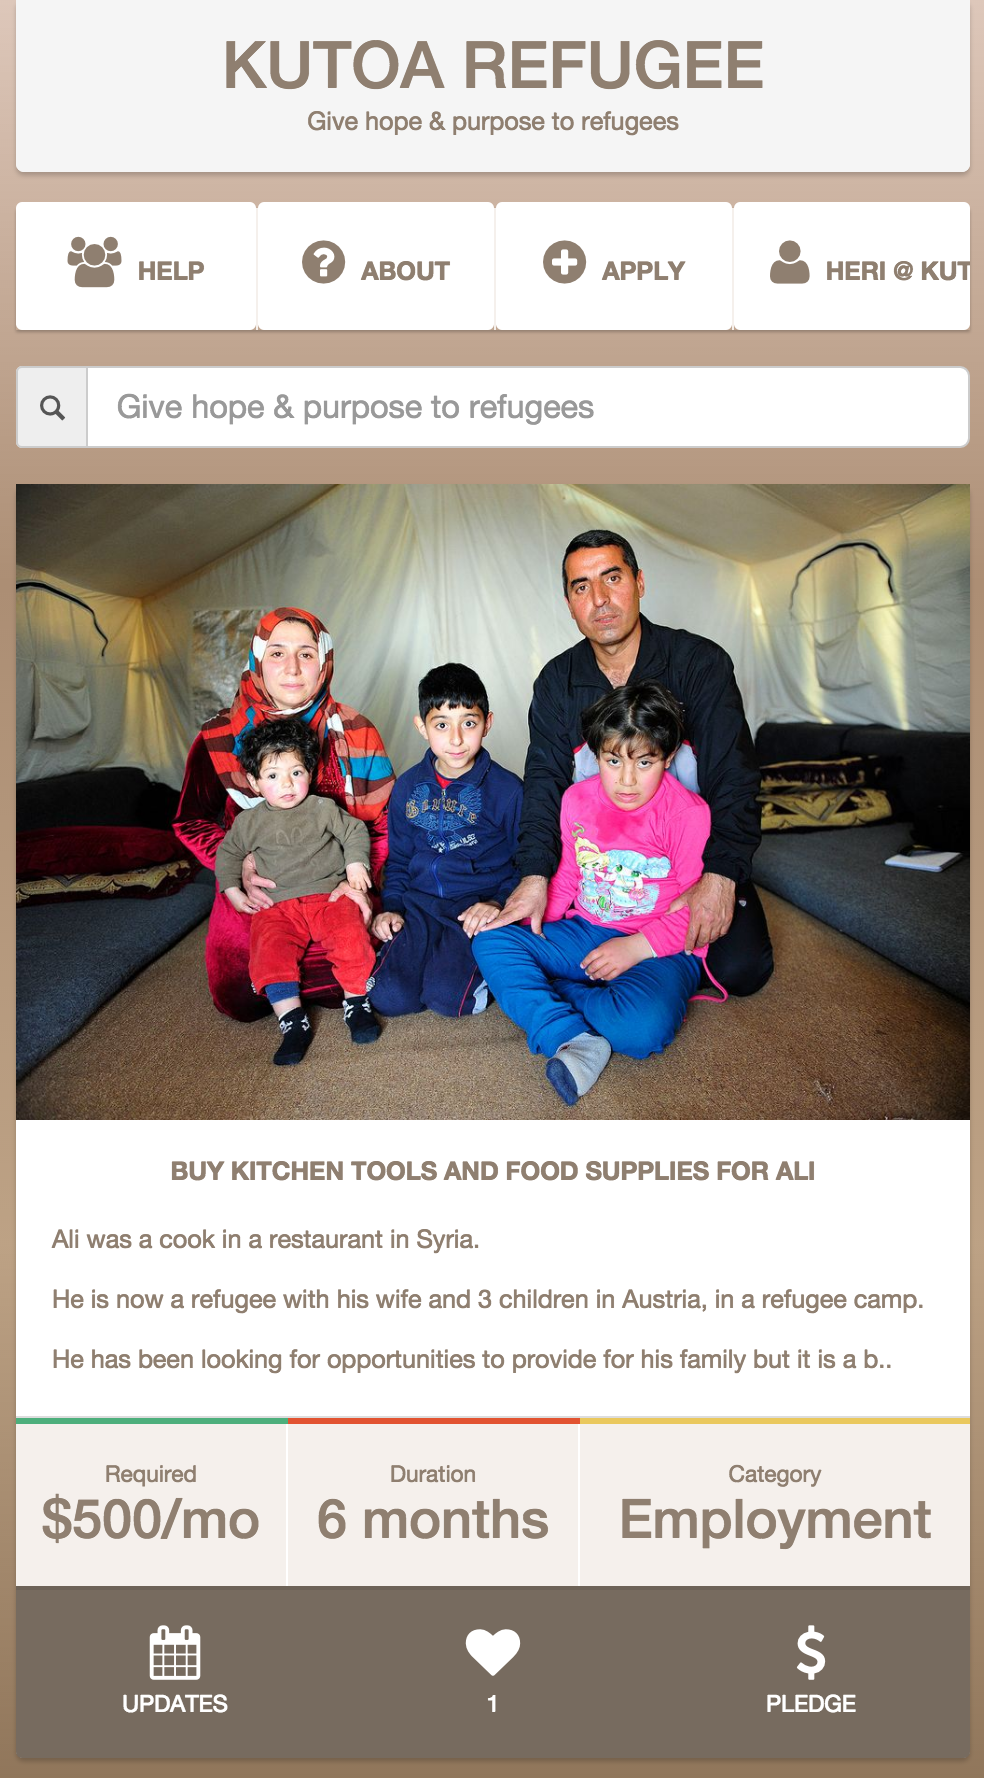 KUTOA REFUGEE
Give hope & purpose to refugees
HELP
ABOUT
APPLY
HERI @ KUT
Give hope & purpose to refugees
BUY KITCHEN TOOLS AND FOOD SUPPLIES FOR ALI
Ali was a cook in a restaurant in Syria.
He is now a refugee with his wife and 3 children in Austria, in a refugee camp.
He has been looking for opportunities to provide for his family but it is a b..
Required
$500/mo
Duration
6 months
Category
Employment
UPDATES
1
PLEDGE